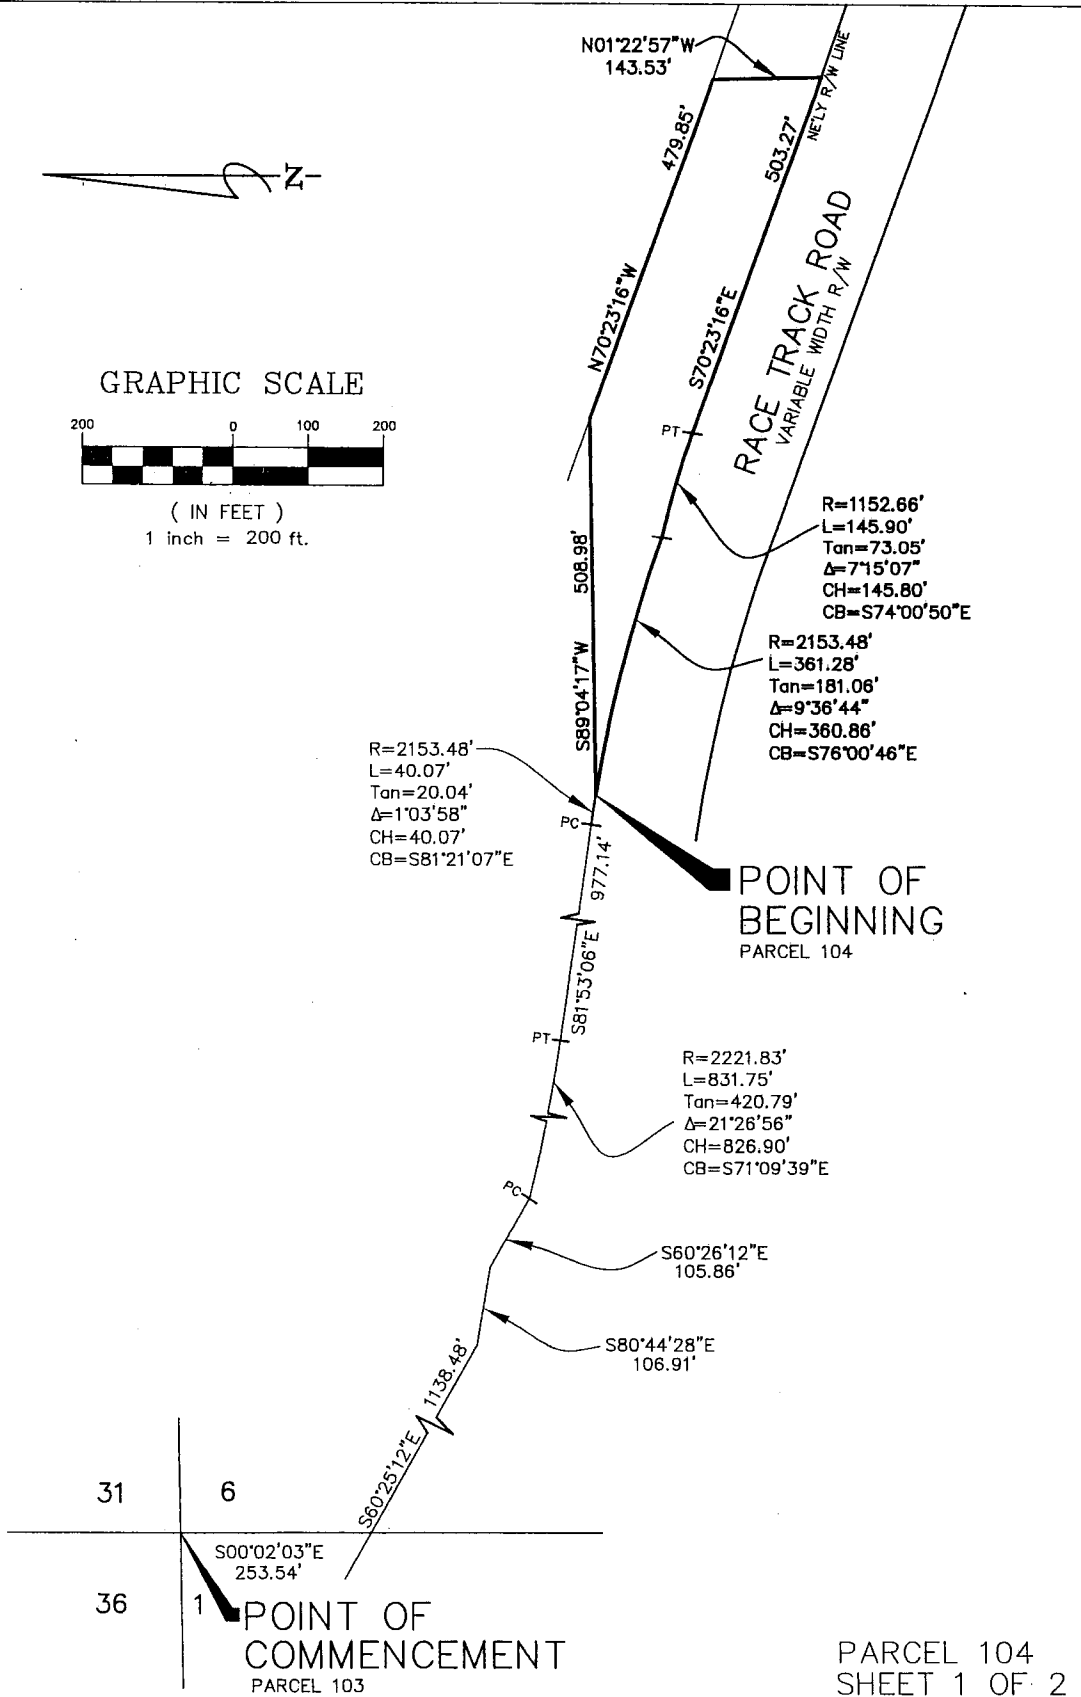 N01°22'57"W
143.53'
479.85'
503.27'
NE'LY R/W LINE
Z
N70°23'16"W
S70°23'16"E
RACE TRACK ROAD
VARIABLE WIDTH R/W
GRAPHIC SCALE
200 0 100 200
( IN FEET )
1 inch = 200 ft.
PT
R=1152.66'
L=145.90'
Tan=73.05'
Δ=7°15'07"
CH=145.80'
CB=S74°00'50"E
508.98'
S89°04'17"W
R=2153.48'
L=361.28'
Tan=181.06'
Δ=9°36'44"
CH=360.86'
CB=S76°00'46"E
R=2153.48'
L=40.07'
Tan=20.04'
Δ=1°03'58"
CH=40.07'
CB=S81°21'07"E
PC
977.14'
POINT OF
BEGINNING
PARCEL 104
S81°53'06"E
PT
R=2221.83'
L=831.75'
Tan=420.79'
Δ=21°26'56"
CH=826.90'
CB=S71°09'39"E
PC
S60°26'12"E
105.86'
S80°44'28"E
106.91'
1138.48'
S60°25'12"E
31 6
S00°02'03"E
253.54'
36 1
POINT OF
COMMENCEMENT
PARCEL 103
PARCEL 104
SHEET 1 OF 2